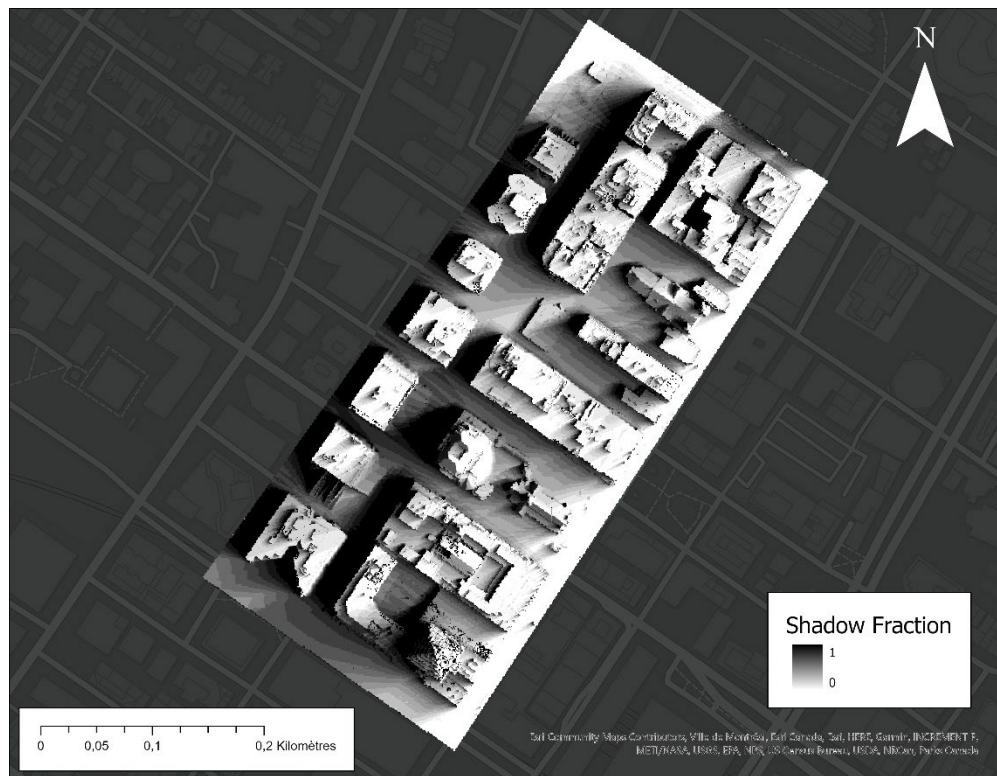 N
Shadow Fraction
1
0
0 0,05 0,1 0,2 Kilomètres
Esri Community Maps Contributors, Ville de Montréal, Esri Canada, Esri, HERE, Garmin, INCREMENT P,
METI/NASA, USGS, EPA, NPS, US Census Bureau, USDA, NRCan, Parks Canada